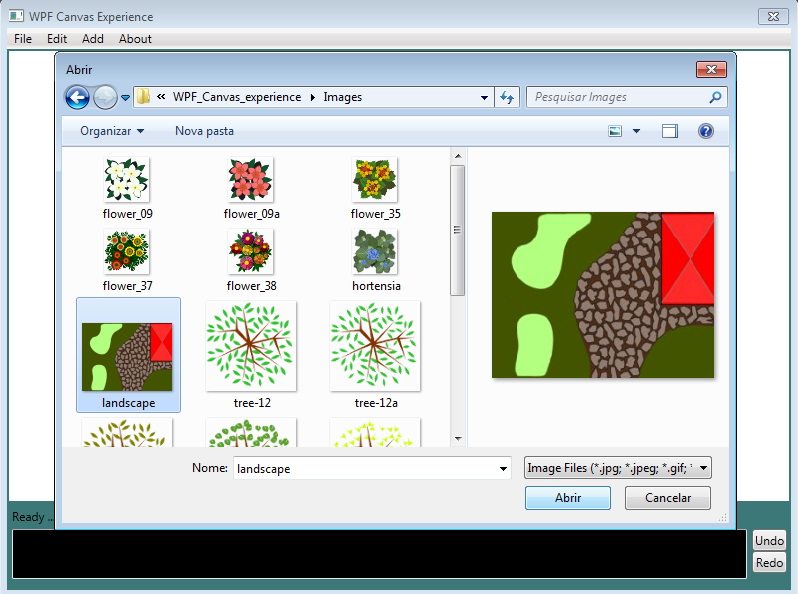 WPF Canvas Experience
File Edit Add About
Abrir
« WPF_Canvas_experience Images
Pesquisar Images
Organizar Nova pasta
flower_09 flower_09a flower_35
flower_37 flower_38 hortensia
landscape tree-12 tree-12a
Nome: landscape Image Files (*.jpg; *.jpeg; *.gif; *
Abrir Cancelar
Ready ...
Undo
Redo